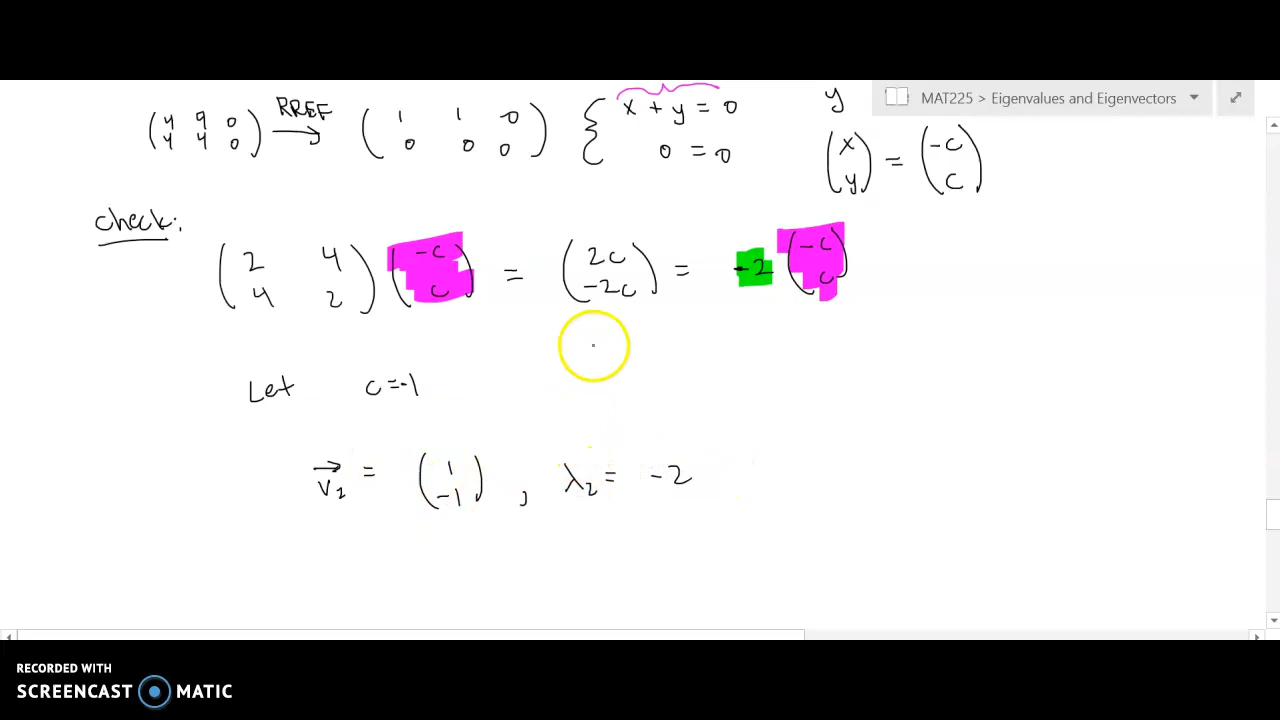 (4 9 0 RREF (1 1 0 { x + y = 0 y
4 4 0) → 0 0 0) 0 = 0
MAT225 > Eigenvalues and Eigenvectors
(x y) = (-c c)
Check:
(2 4 (-c = (2c = -2 (-c
4 2) c) -2c) c)
Let c = -1
v₂ = (1 -1) , λ₂ = -2
RECORDED WITH
SCREENCAST MATIC